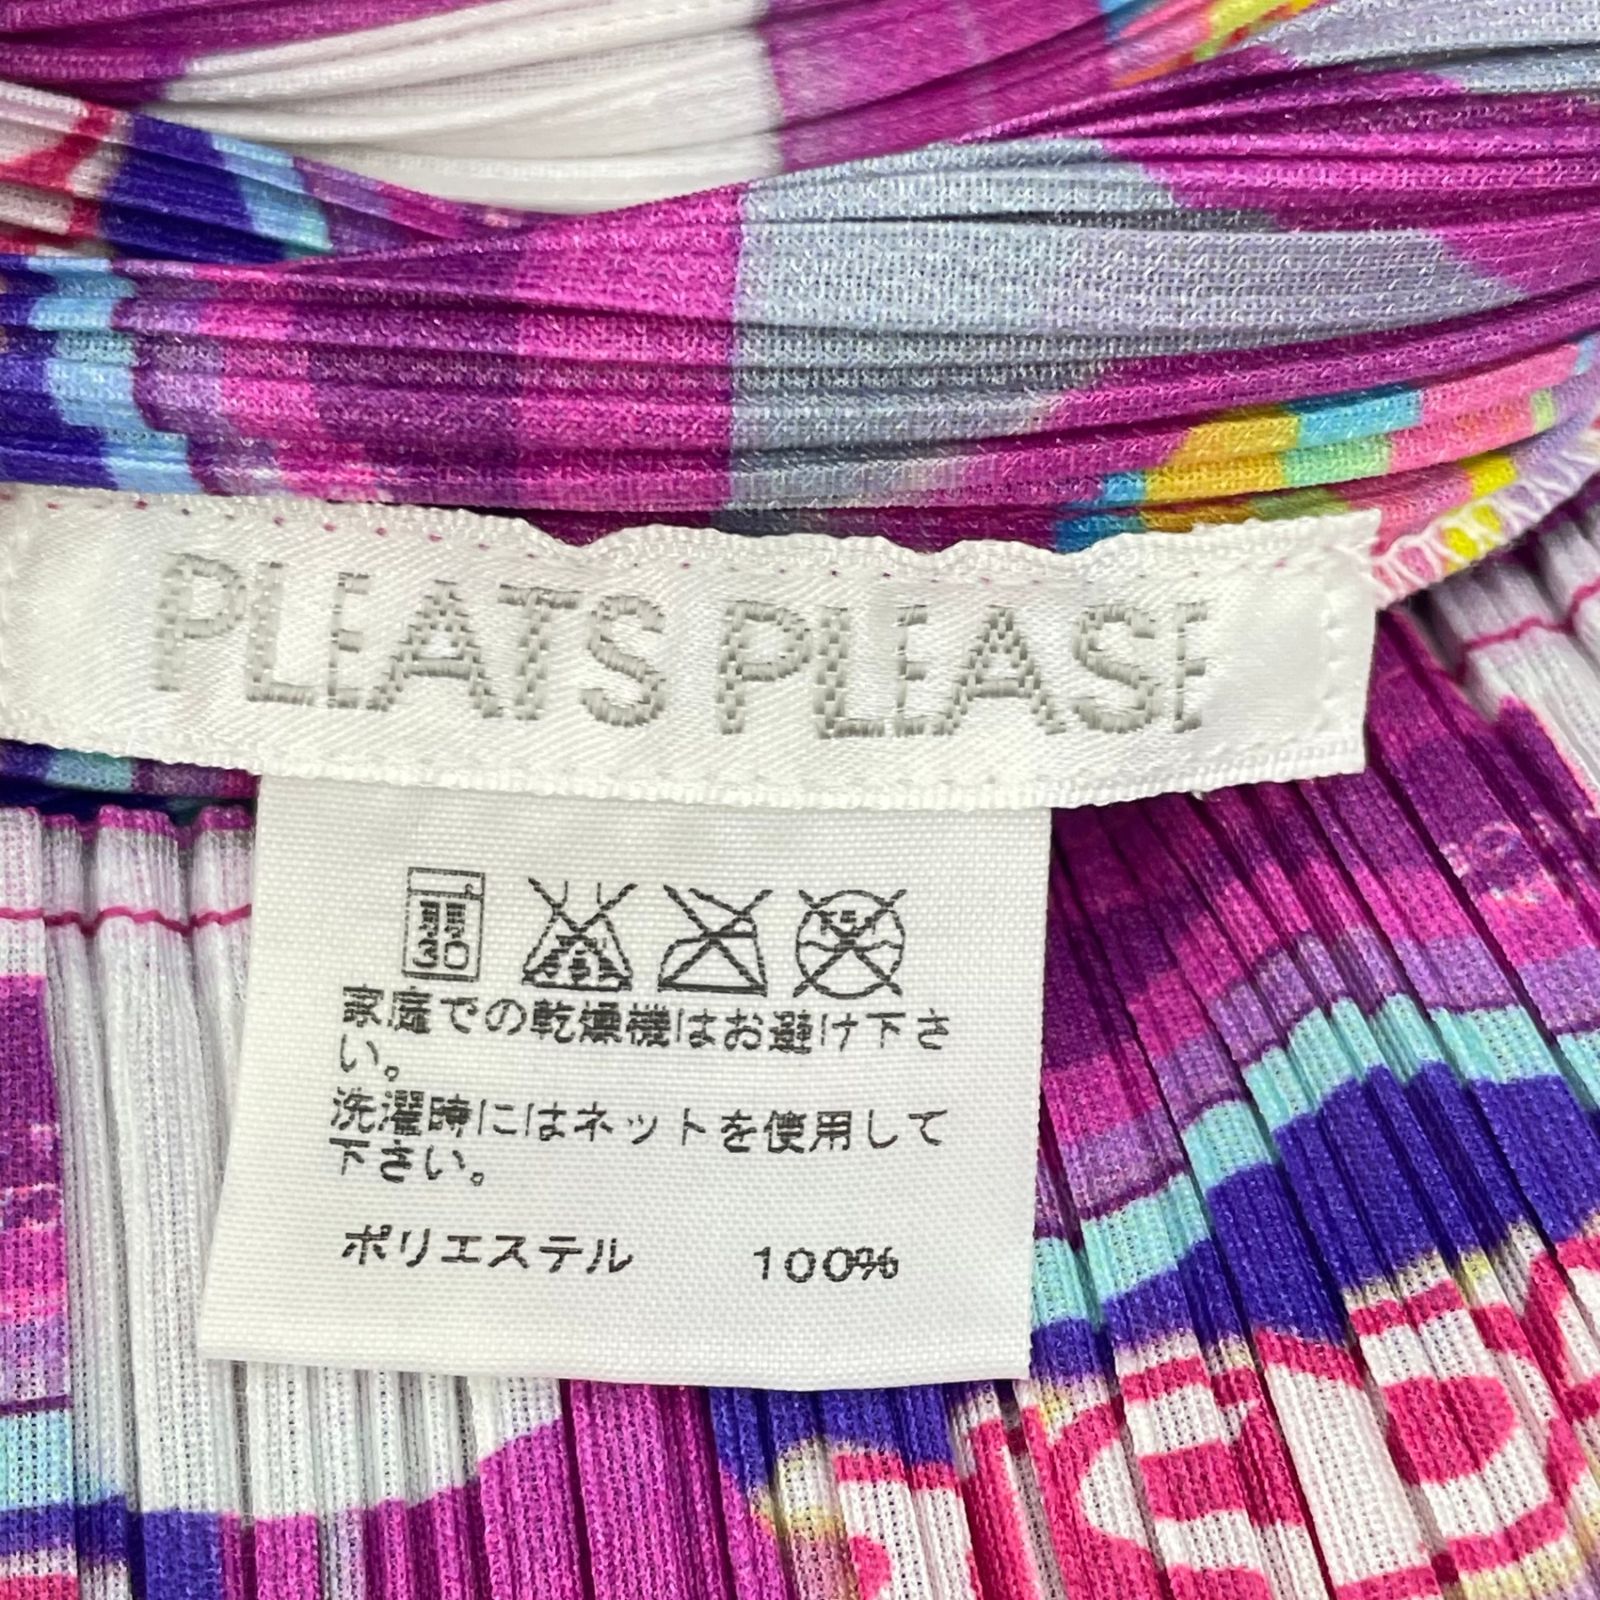 PLEATS PLEASE
家庭での乾燥機はお避け下さ
い。
洗濯時にはネットを使用して
下さい。
ポリエステル 100%